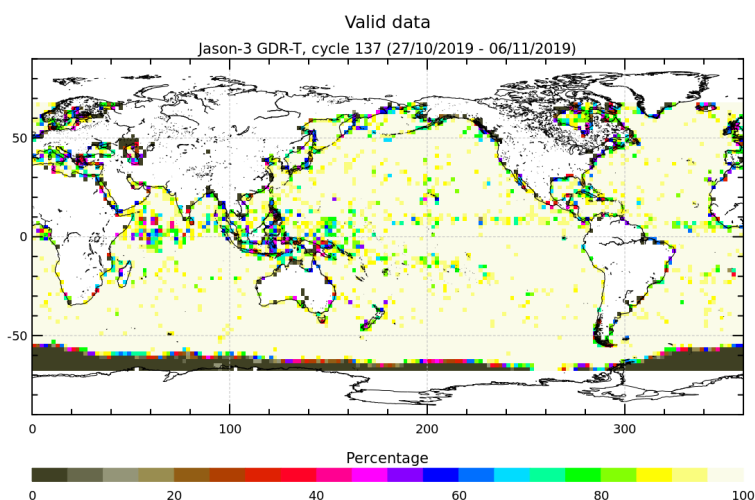 Valid data
Jason-3 GDR-T, cycle 137 (27/10/2019 - 06/11/2019)
50
0
-50
0 100 200 300
Percentage
0 20 40 60 80 100